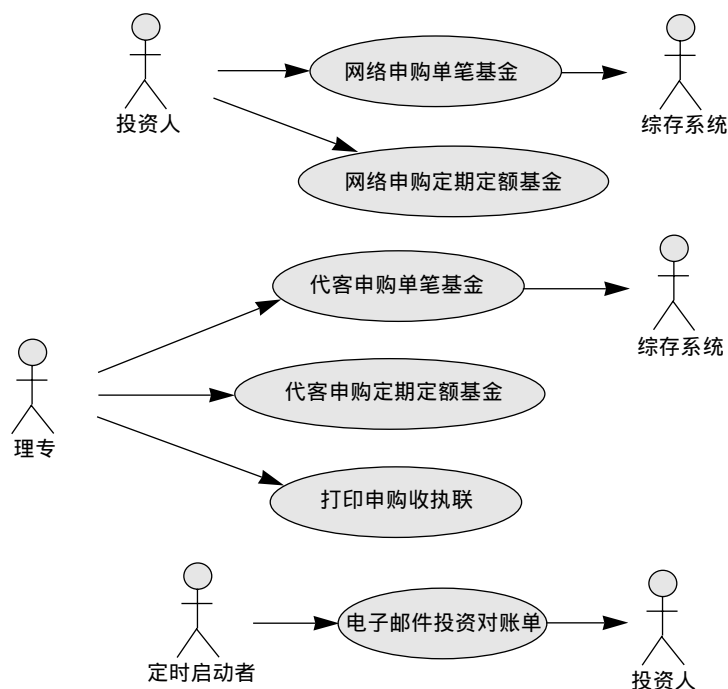 网络申购单笔基金
投资人
综存系统
网络申购定期定额基金
代客申购单笔基金
综存系统
代客申购定期定额基金
理专
打印申购收执联
电子邮件投资对账单
定时启动者
投资人